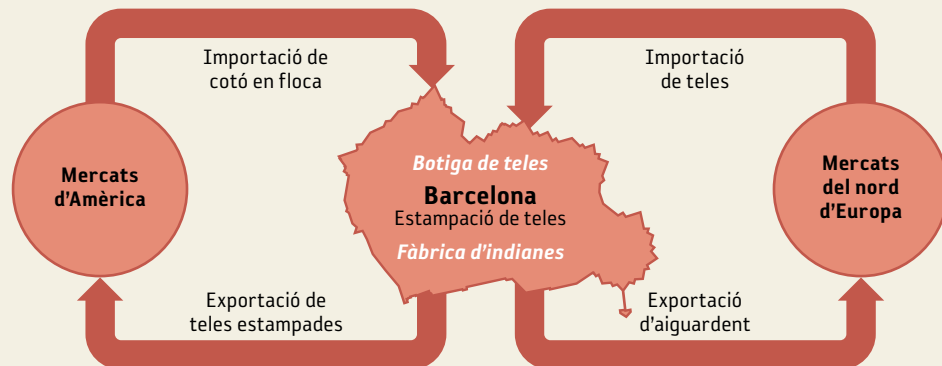 Importació de
cotó en floca
Importació
de teles
Mercats
d’Amèrica
Botiga de teles
Barcelona
Estampació de teles
Fàbrica d’indianes
Mercats
del nord
d’Europa
Exportació de
teles estampades
Exportació
d’aiguardent